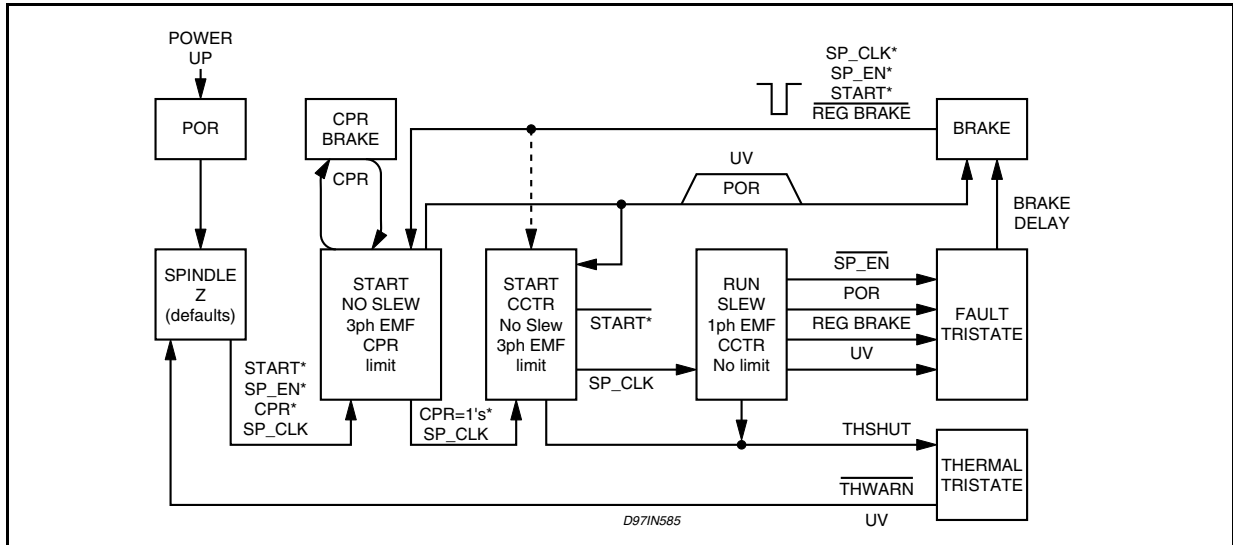 POWER
UP
POR
CPR
BRAKE
CPR
SP_CLK*
SP_EN*
START*
REG BRAKE
BRAKE
UV
POR
BRAKE
DELAY
SPINDLE
Z
(defaults)
START
NO SLEW
3ph EMF
CPR
limit
START
CCTR
No Slew
3ph EMF
limit
START*
SP_CLK
RUN
SLEW
1ph EMF
CCTR
No limit
SP_EN
POR
REG BRAKE
UV
FAULT
TRISTATE
START*
SP_EN*
CPR*
SP_CLK
CPR=1's*
SP_CLK
THSHUT
THWARN
UV
THERMAL
TRISTATE
D97IN585